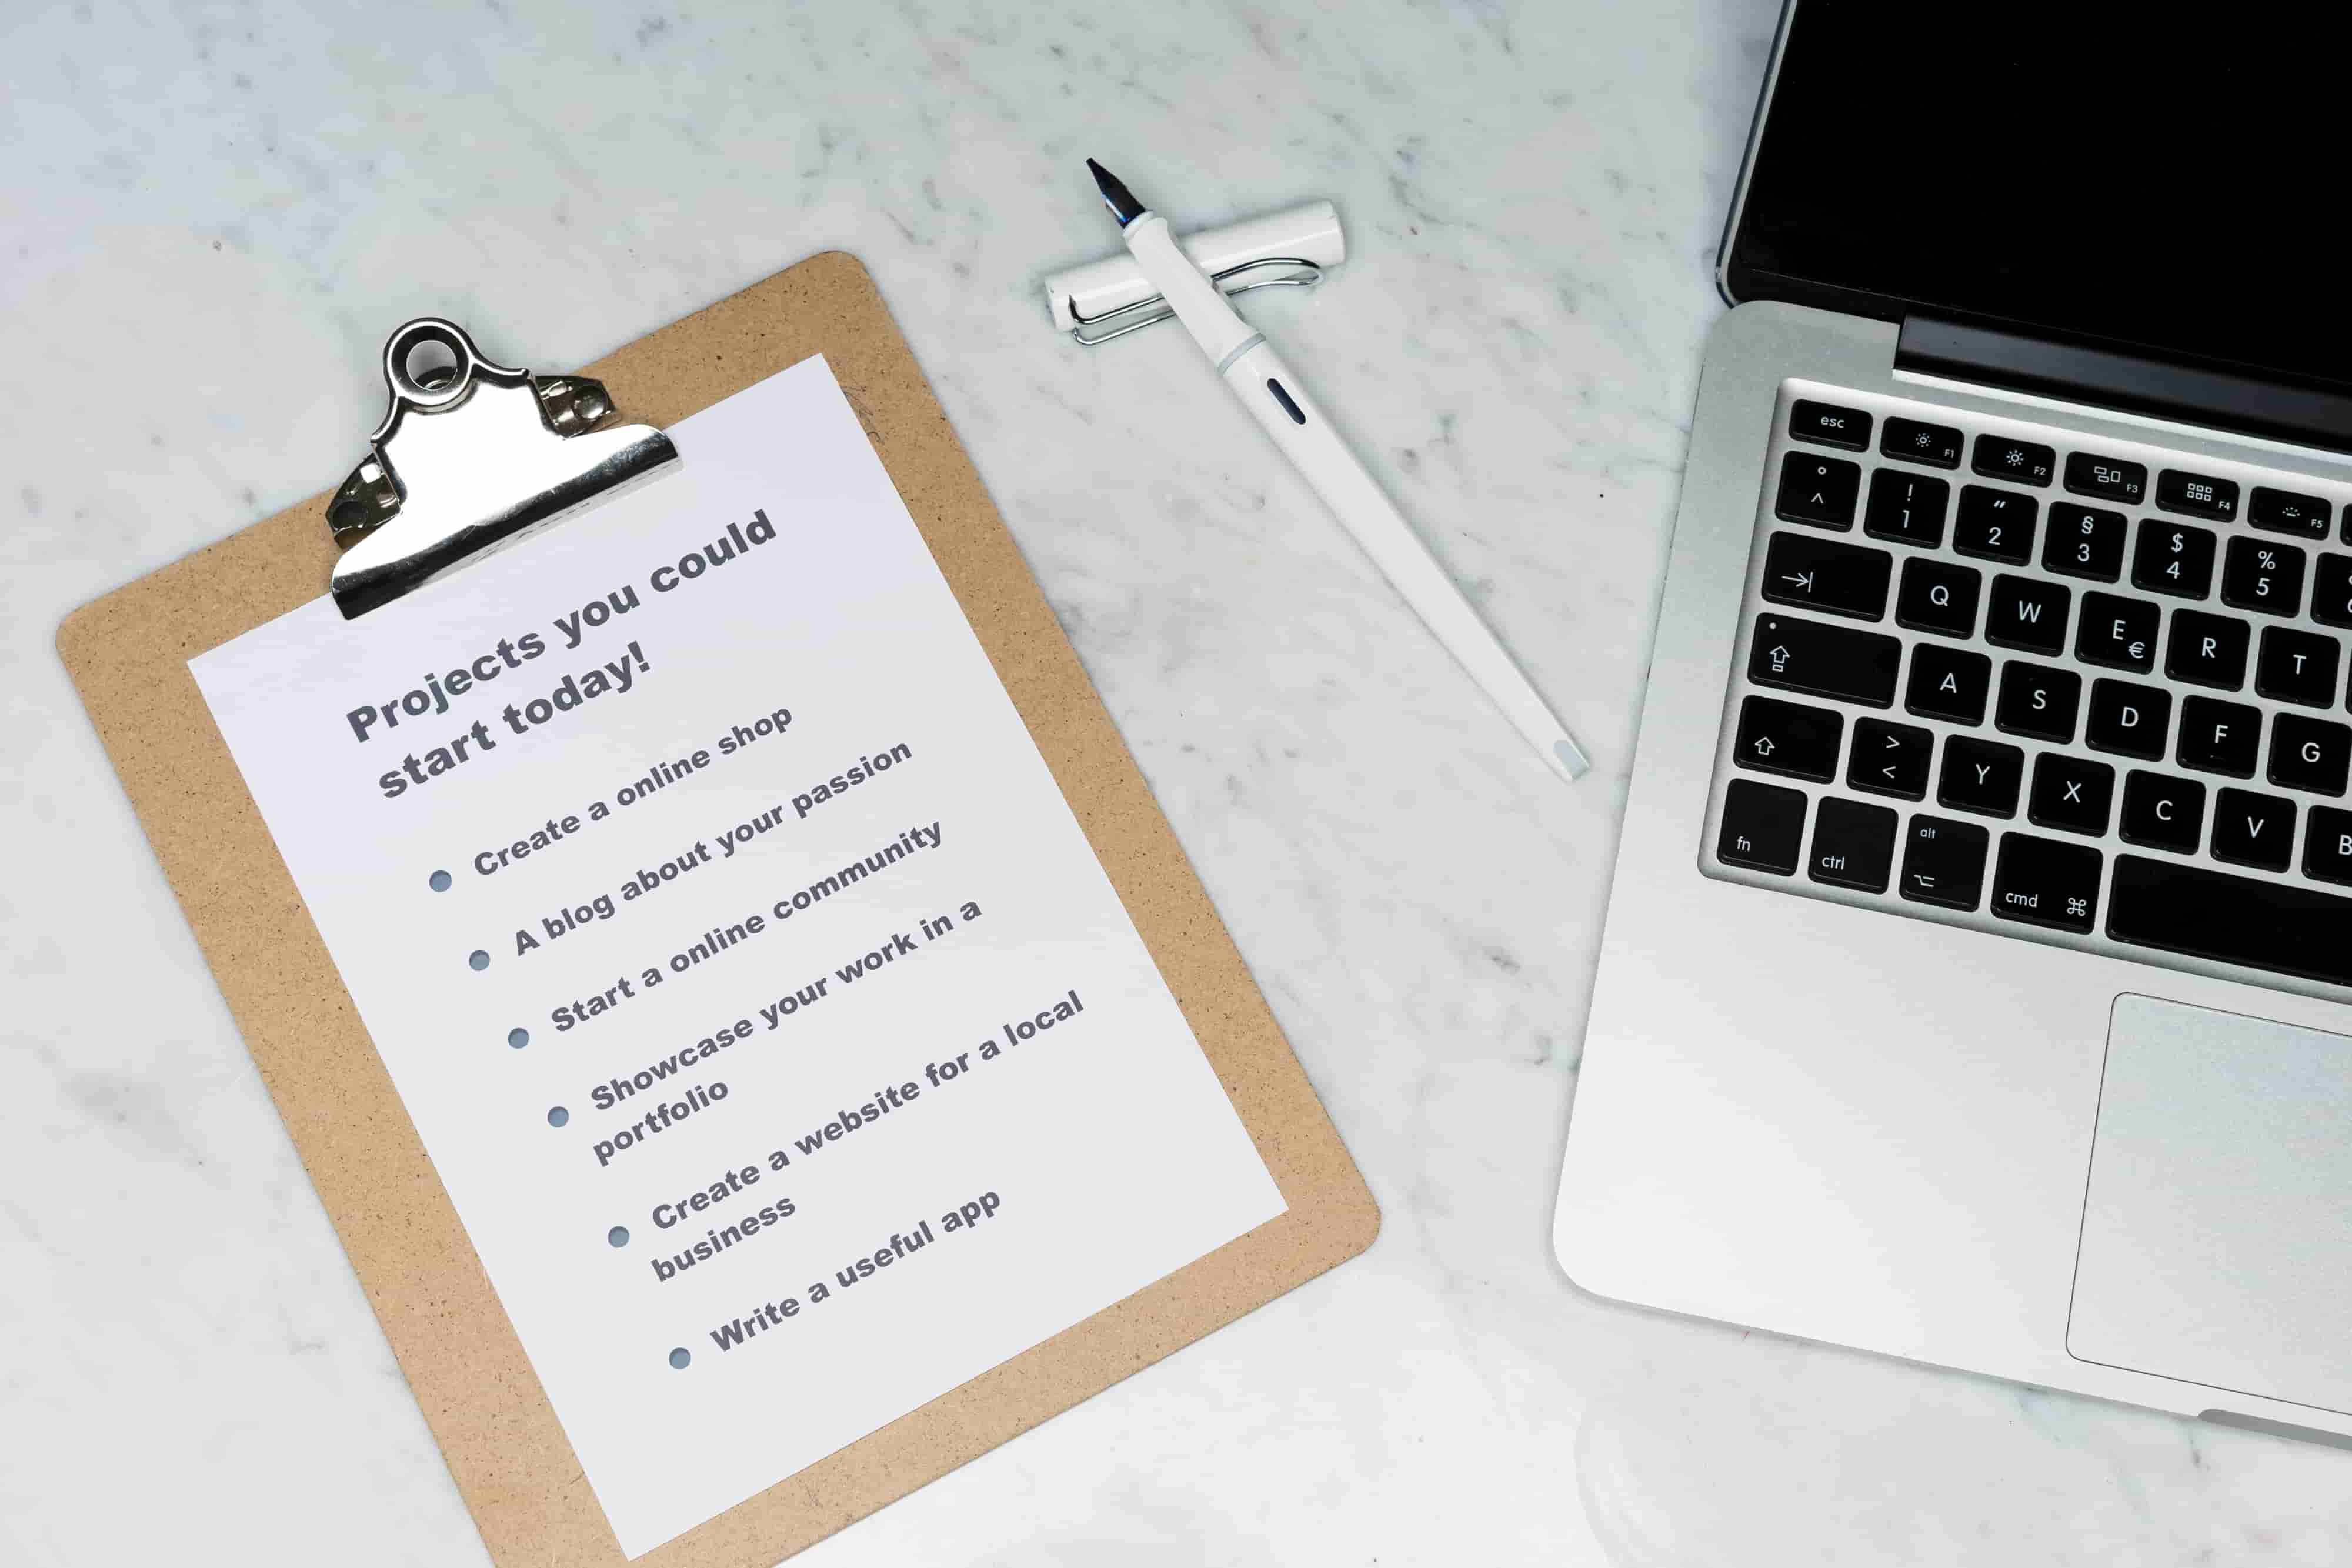 Projects you could
start today!
Create a online shop
A blog about your passion
Start a online community
Showcase your work in a
portfolio
Create a website for a local
business
Write a useful app
esc
F1
F2
F3
F4
F5
° ^
! 1
" 2
§ 3
$ 4
% 5
Q W E € R T
A S D F G
> <
Y X C V B
fn
ctrl
alt
cmd ⌘